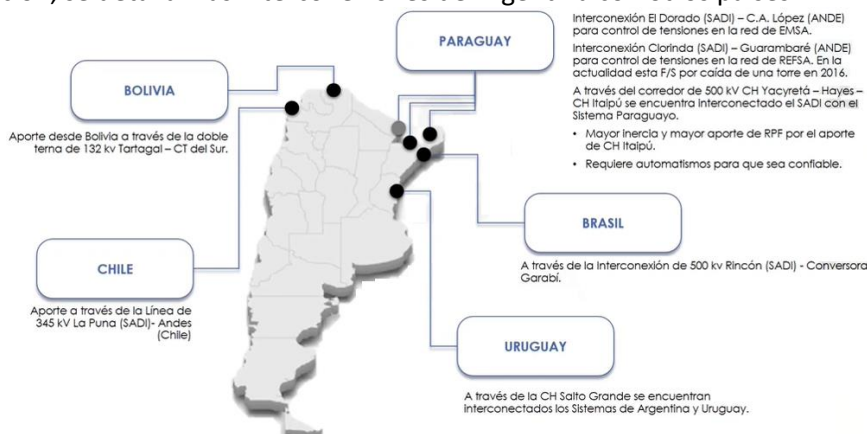 PARAGUAY
Interconexión El Dorado (SADI) – C.A. López (ANDE)
para control de tensiones en la red de EMSA.
Interconexión Clorinda (SADI) – Guarambaré (ANDE)
para control de tensiones en la red de REFSA. En la
actualidad esta F/S por caída de una torre en 2016.
A través del corredor de 500 kV CH Yacyretá – Hayes –
CH Itaipú se encuentra interconectado el SADI con el
Sistema Paraguayo.
• Mayor inercia y mayor aporte de RPF por el aporte
de CH Itaipú.
• Requiere automatismos para que sea confiable.
BOLIVIA
Aporte desde Bolivia a través de la doble
terna de 132 kv Tartagal – CT del Sur.
BRASIL
A través de la Interconexión de 500 kv Rincón (SADI) - Conversora
Garabí.
CHILE
Aporte a través de la Línea de
345 kV La Puna (SADI)- Andes
(Chile)
URUGUAY
A través de la CH Salto Grande se encuentran
interconectados los Sistemas de Argentina y Uruguay.